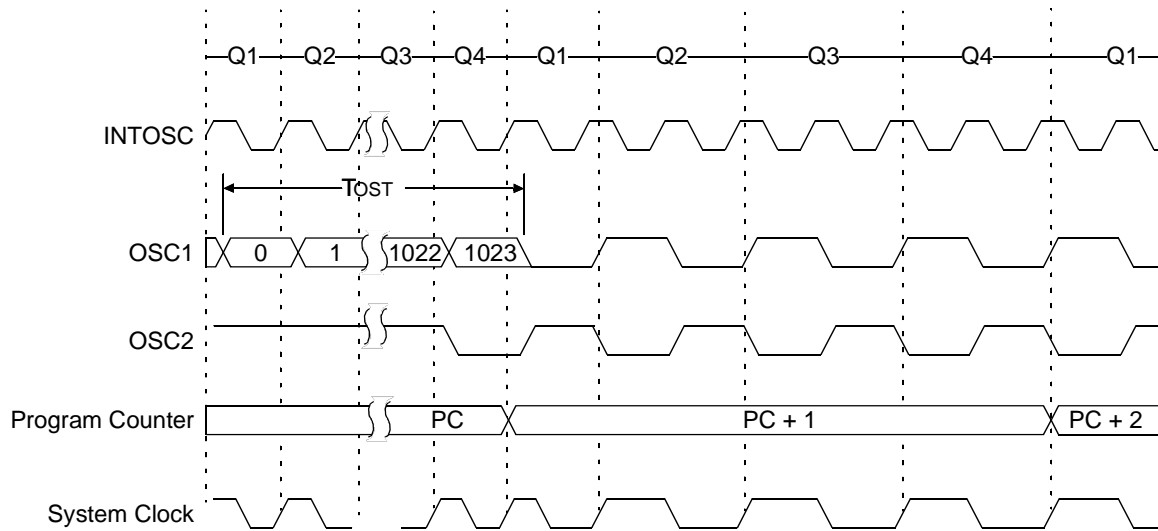 Q1 Q2 Q3 Q4 Q1 Q2 Q3 Q4 Q1
INTOSC
TOST
OSC1 0 1 1022 1023
OSC2
Program Counter PC PC + 1 PC + 2
System Clock